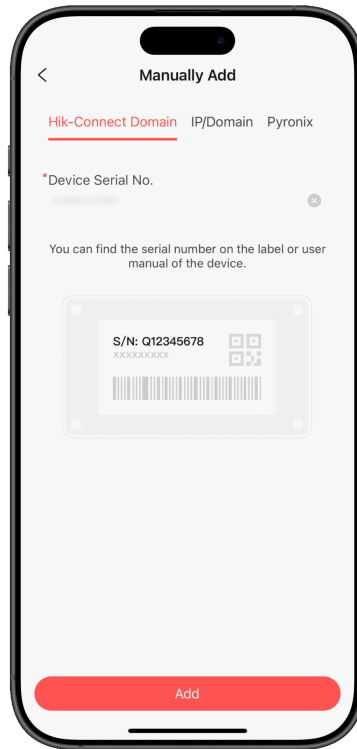 Manually Add
Hik-Connect Domain IP/Domain Pyronix
*Device Serial No.
You can find the serial number on the label or user
manual of the device.
S/N: Q12345678
XXXXXXXXX
Add